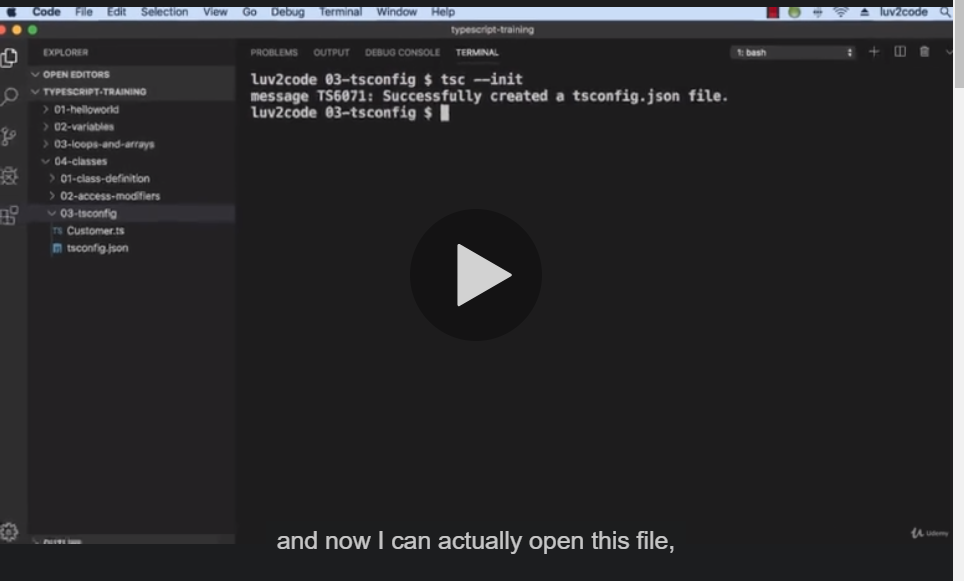 Code File Edit Selection View Go Debug Terminal Window Help luv2code
typescript-training
EXPLORER
OPEN EDITORS
TYPESCRIPT-TRAINING
01-helloworld
02-variables
03-loops-and-arrays
04-classes
01-class-definition
02-access-modifiers
03-tsconfig
TS Customer.ts
tsconfig.json
OUTLINE
PROBLEMS OUTPUT DEBUG CONSOLE TERMINAL 1: bash
luv2code 03-tsconfig $ tsc --init
message TS6071: Successfully created a tsconfig.json file.
luv2code 03-tsconfig $
and now I can actually open this file,
Udemy